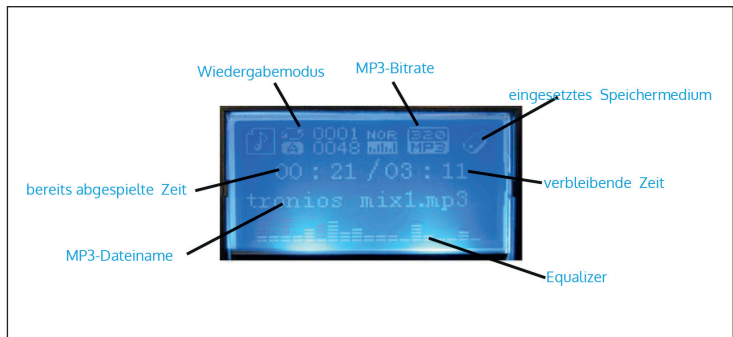 Wiedergabemodus
MP3-Bitrate
eingesetztes Speichermedium
0001 NOR 320
A 0048 MP3
bereits abgespielte Zeit
00 : 21 / 03 : 11
verbleibende Zeit
tronios mix1.mp3
MP3-Dateiname
Equalizer